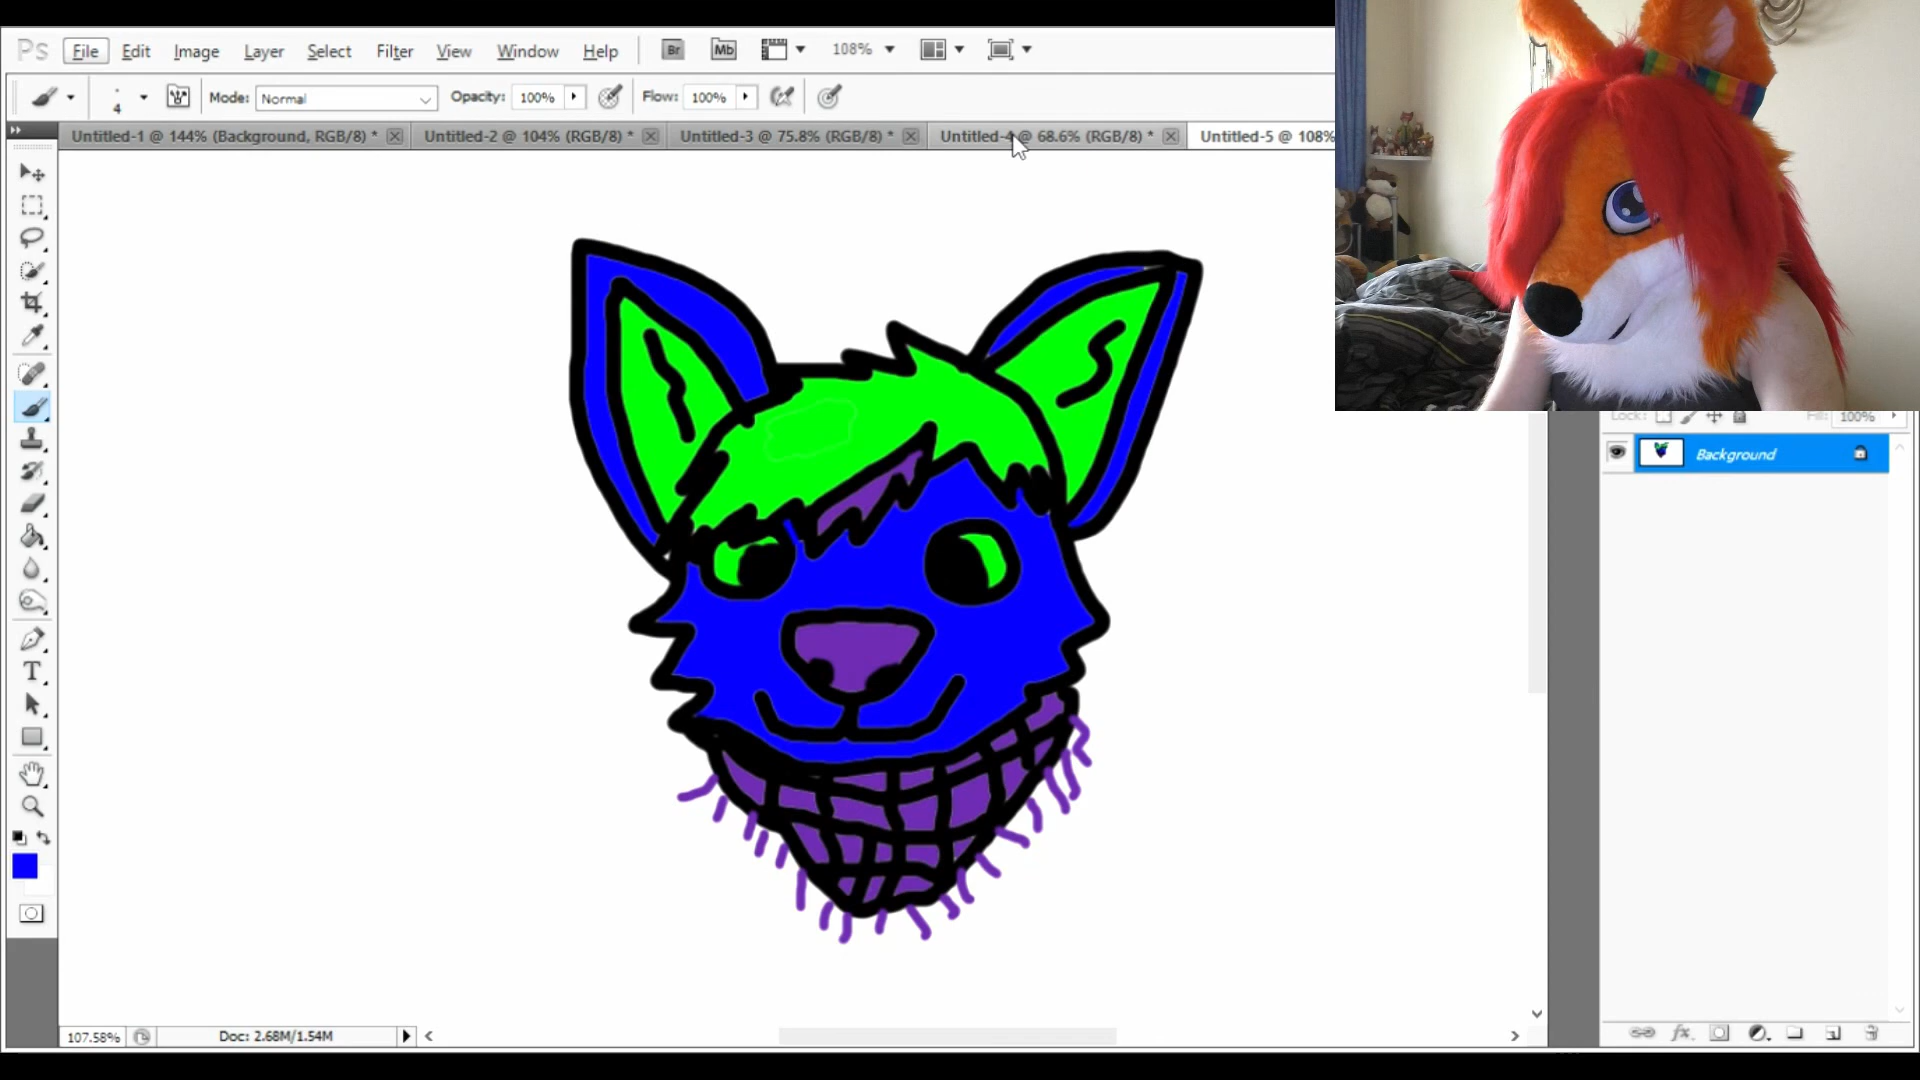 Ps File Edit Image Layer Select Filter View Window Help Br Mb 108%
4 Mode: Normal Opacity: 100% Flow: 100%
Untitled-1 @ 144% (Background, RGB/8) * Untitled-2 @ 104% (RGB/8) * Untitled-3 @ 75.8% (RGB/8) * Untitled-4 @ 68.6% (RGB/8) * Untitled-5 @ 108%
Lock: Fill: 100%
Background
T
107.58% Doc: 2.68M/1.54M
fx.